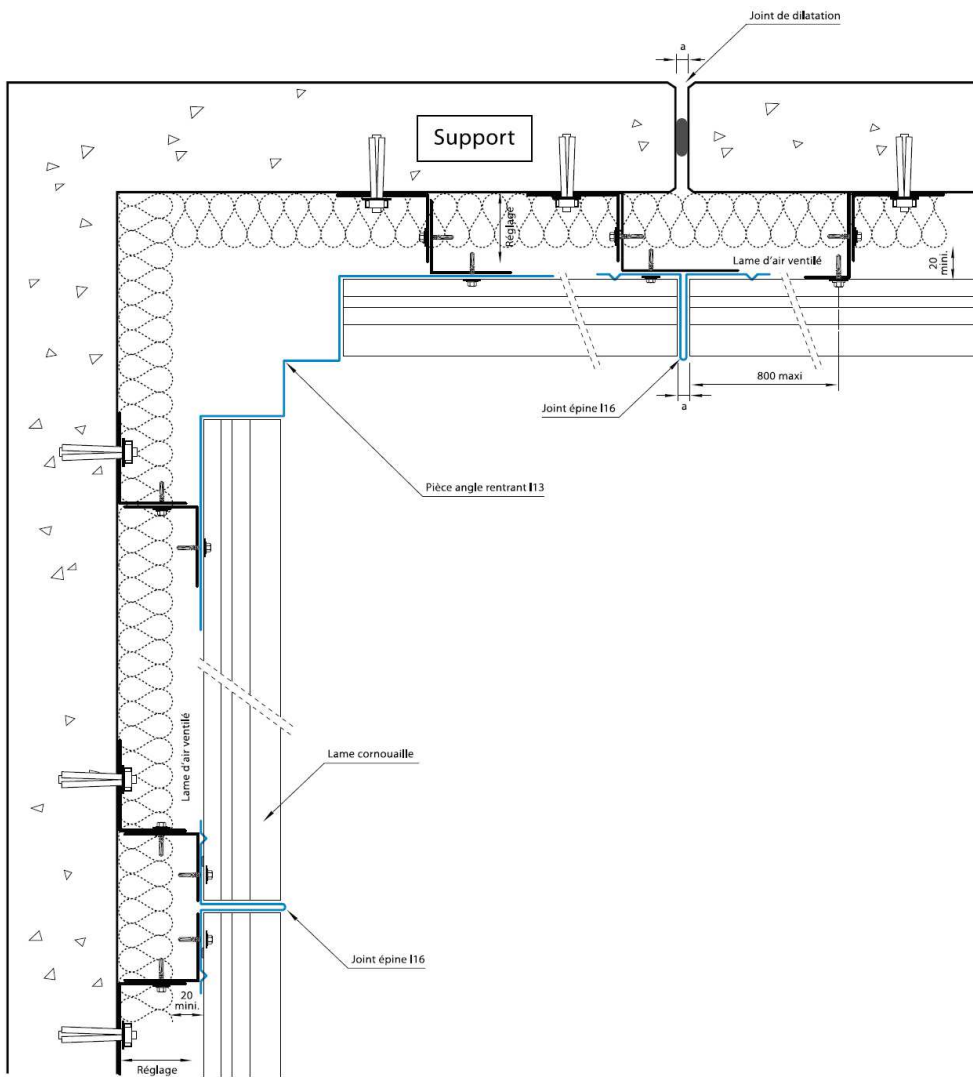 Joint de dilatation
a
Support
Réglage
Lame d'air ventilé
20
mini.
800 maxi
Joint épine I16
a
Pièce angle rentrant I13
Lame d'air ventilé
Lame cornouaille
Joint épine I16
20
mini.
Réglage